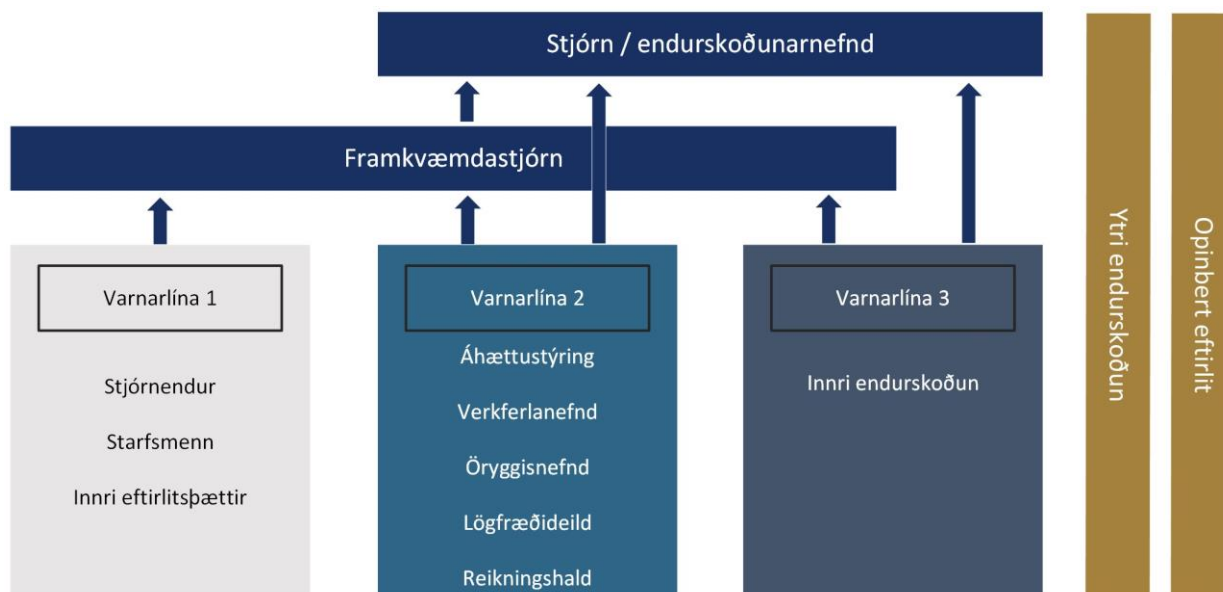 Stjórn / endurskoðunarnefnd
Framkvæmdastjórn
Varnarlína 1
Stjórnendur
Starfsmenn
Innri eftirlitsþættir
Varnarlína 2
Áhættustýring
Verkferlanefnd
Öryggisnefnd
Lögfræðideild
Reikningshald
Varnarlína 3
Innri endurskoðun
Ytri endurskoðun
Opinbert eftirlit